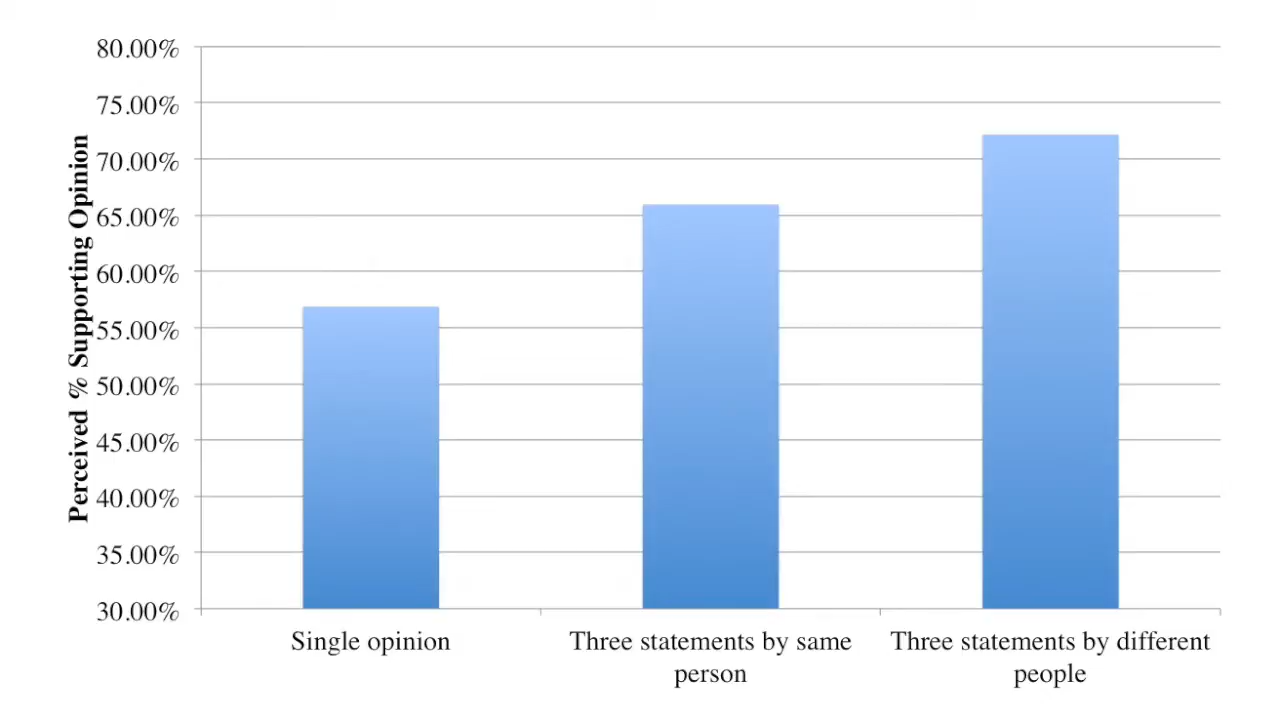 80.00%
75.00%
70.00%
65.00%
60.00%
55.00%
50.00%
45.00%
40.00%
35.00%
30.00%
Perceived % Supporting Opinion
Single opinion
Three statements by same
person
Three statements by different
people